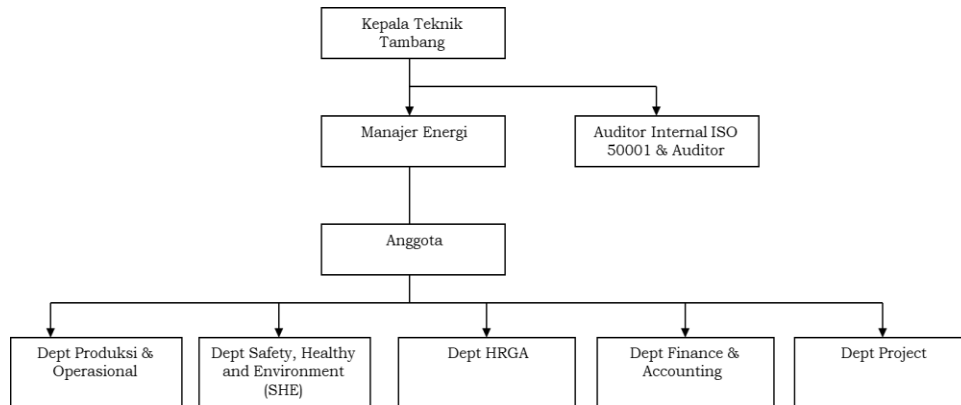 Kepala Teknik
Tambang
Manajer Energi
Auditor Internal ISO
50001 & Auditor
Anggota
Dept Produksi &
Operasional
Dept Safety, Healthy
and Environment
(SHE)
Dept HRGA
Dept Finance &
Accounting
Dept Project